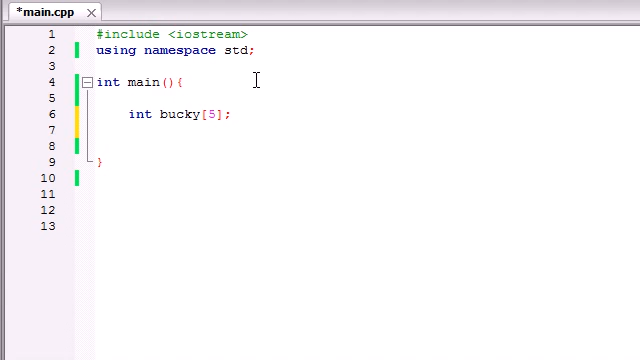 *main.cpp
1 #include <iostream>
2 using namespace std;
3
4 int main(){
5
6 int bucky[5];
7
8
9 }
10
11
12
13